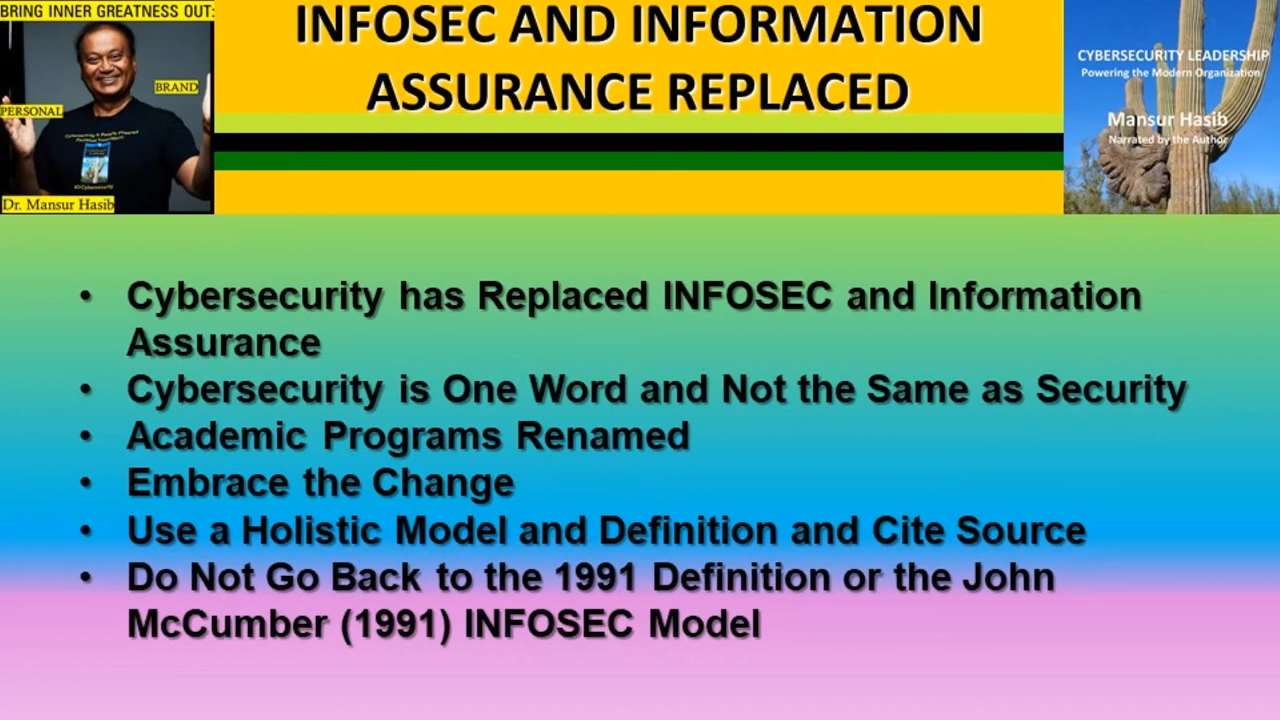 BRING INNER GREATNESS OUT:
BRAND
PERSONAL
Dr. Mansur Hasib
INFOSEC AND INFORMATION
ASSURANCE REPLACED
CYBERSECURITY LEADERSHIP
Powering the Modern Organization
Mansur Hasib
Narrated by the Author
• Cybersecurity has Replaced INFOSEC and Information
Assurance
• Cybersecurity is One Word and Not the Same as Security
• Academic Programs Renamed
• Embrace the Change
• Use a Holistic Model and Definition and Cite Source
• Do Not Go Back to the 1991 Definition or the John
McCumber (1991) INFOSEC Model